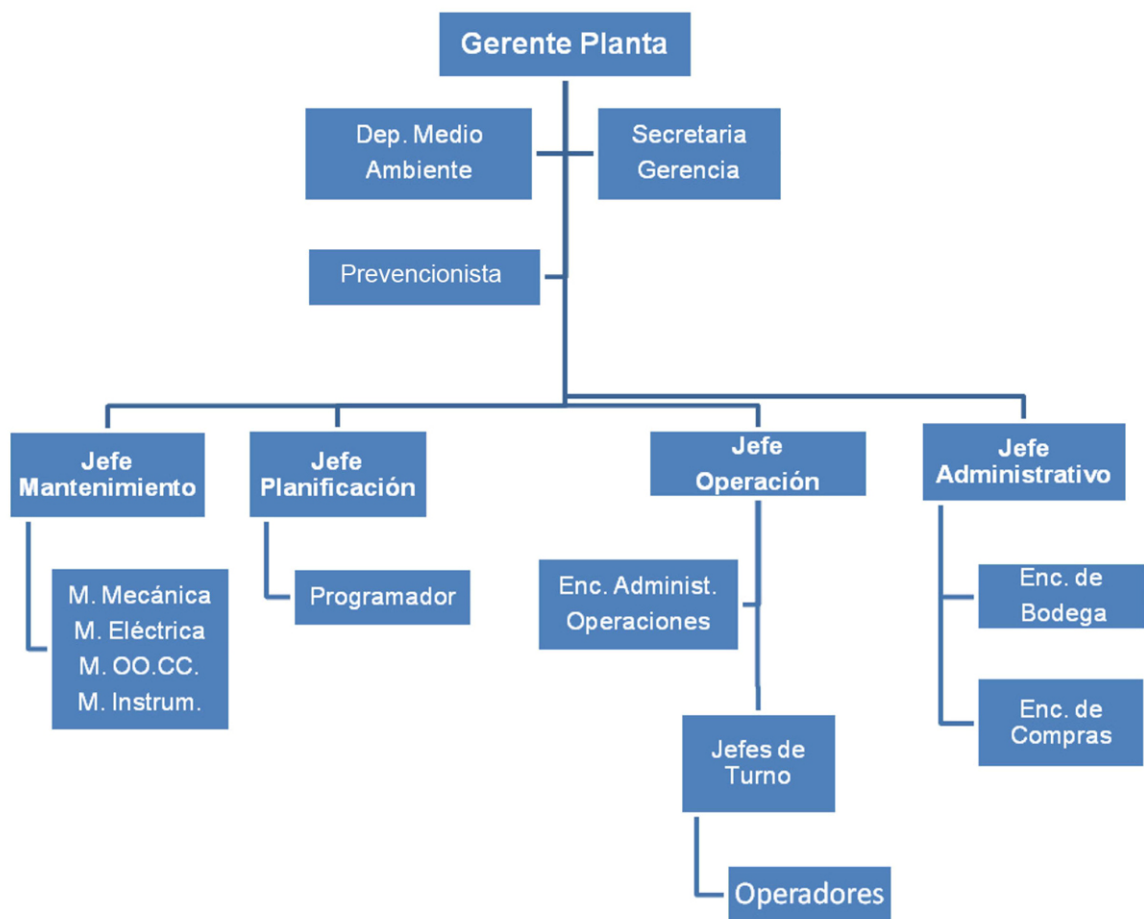 Gerente Planta
Dep. Medio
Ambiente
Secretaria
Gerencia
Prevencionista
Jefe
Mantenimiento
Jefe
Planificación
Jefe
Operación
Jefe
Administrativo
M. Mecánica
M. Eléctrica
M. OO.CC.
M. Instrum.
Programador
Enc. Administ.
Operaciones
Enc. de
Bodega
Enc. de
Compras
Jefes de
Turno
Operadores